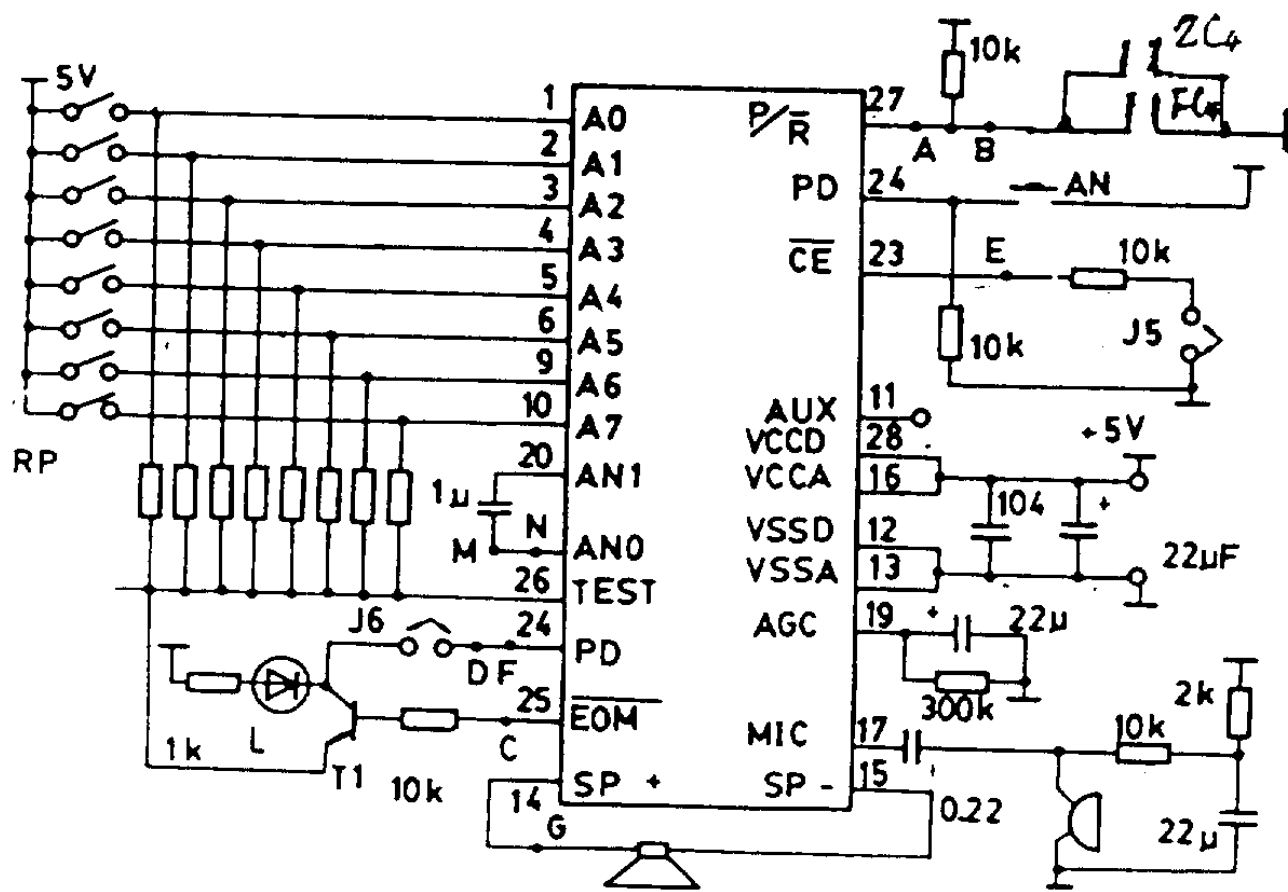 5V
1 A0
2 A1
3 A2
4 A3
5 A4
6 A5
9 A6
10 A7
RP
20 AN1
1μ
M N AN0
26 TEST
J6 24 PD
D F
25 EOM
C
1k L T1 10k
14 SP +
G
P/R 27
A B
10k
2C4
PD 24
AN
CE 23
E
10k
10k
J5
AUX 11
VCCD 28
VCCA 16
+5V
104 +
VSSD 12
VSSA 13
22μF
AGC 19
+ 22μ
300k
MIC 17
SP - 15
0.22
10k
2k
22μ